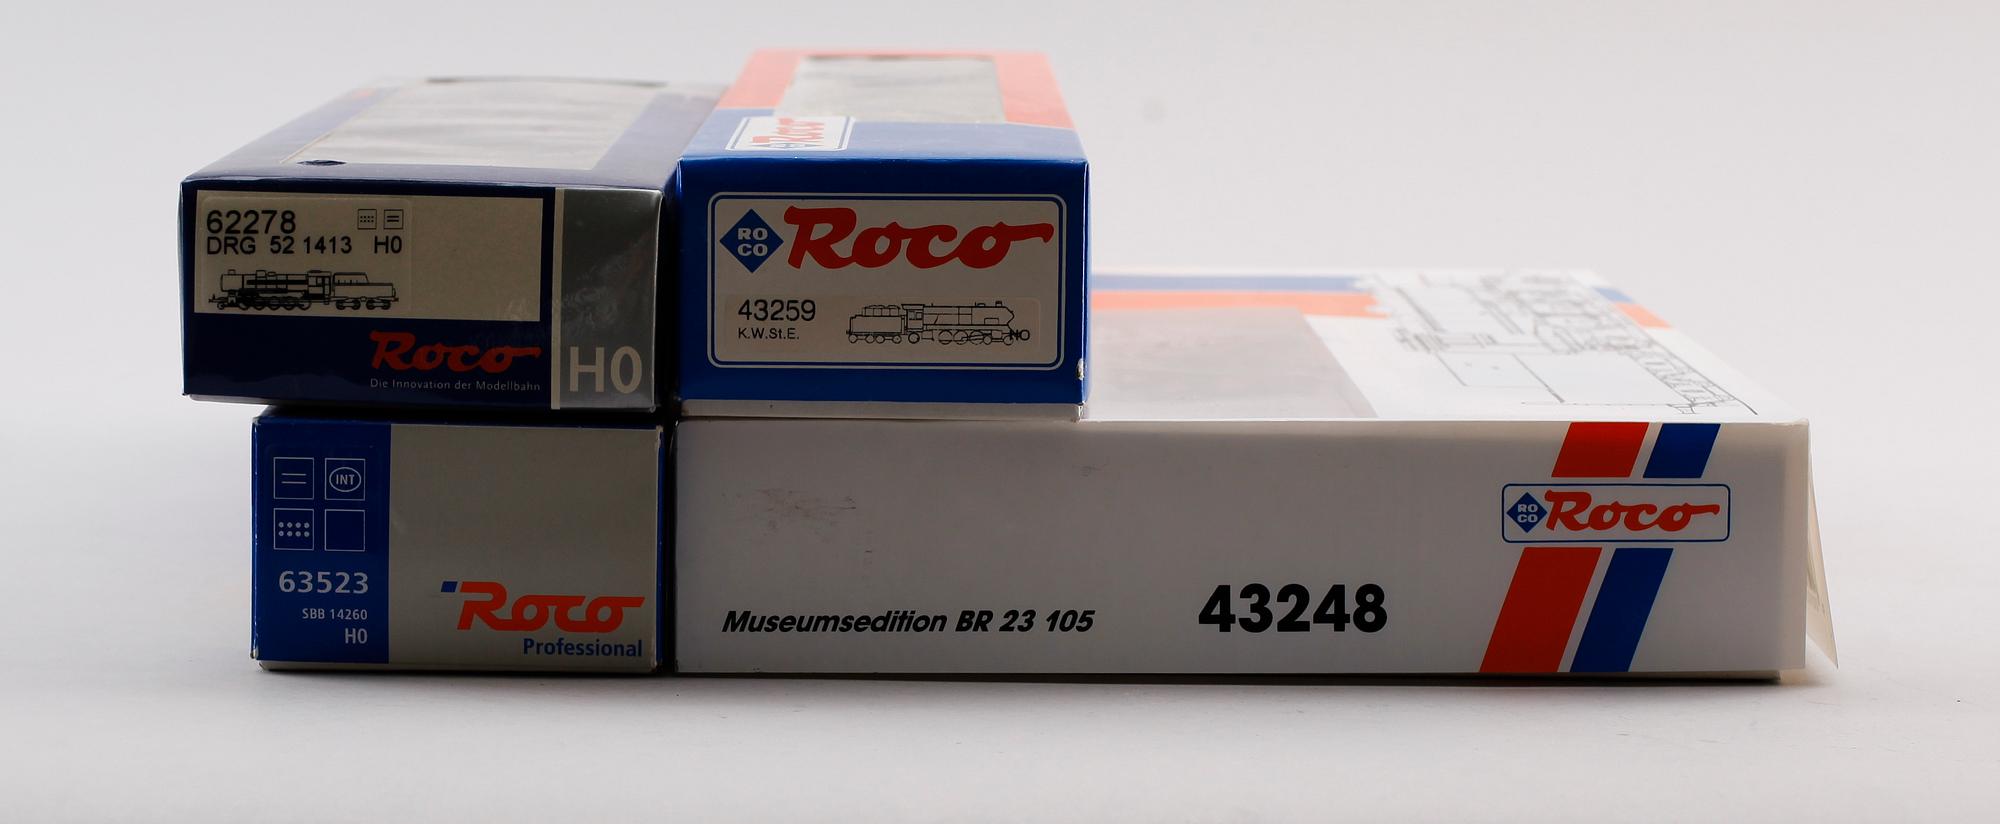 62278
DRG 52 1413 H0
Roco
Die Innovation der Modellbahn
H0
Roco
RO
CO
Roco
43259
K.W.St.E.
H0
INT
63523
SBB 14260
H0
Roco
Professional
Museumsedition BR 23 105
43248
RO
CO
Roco